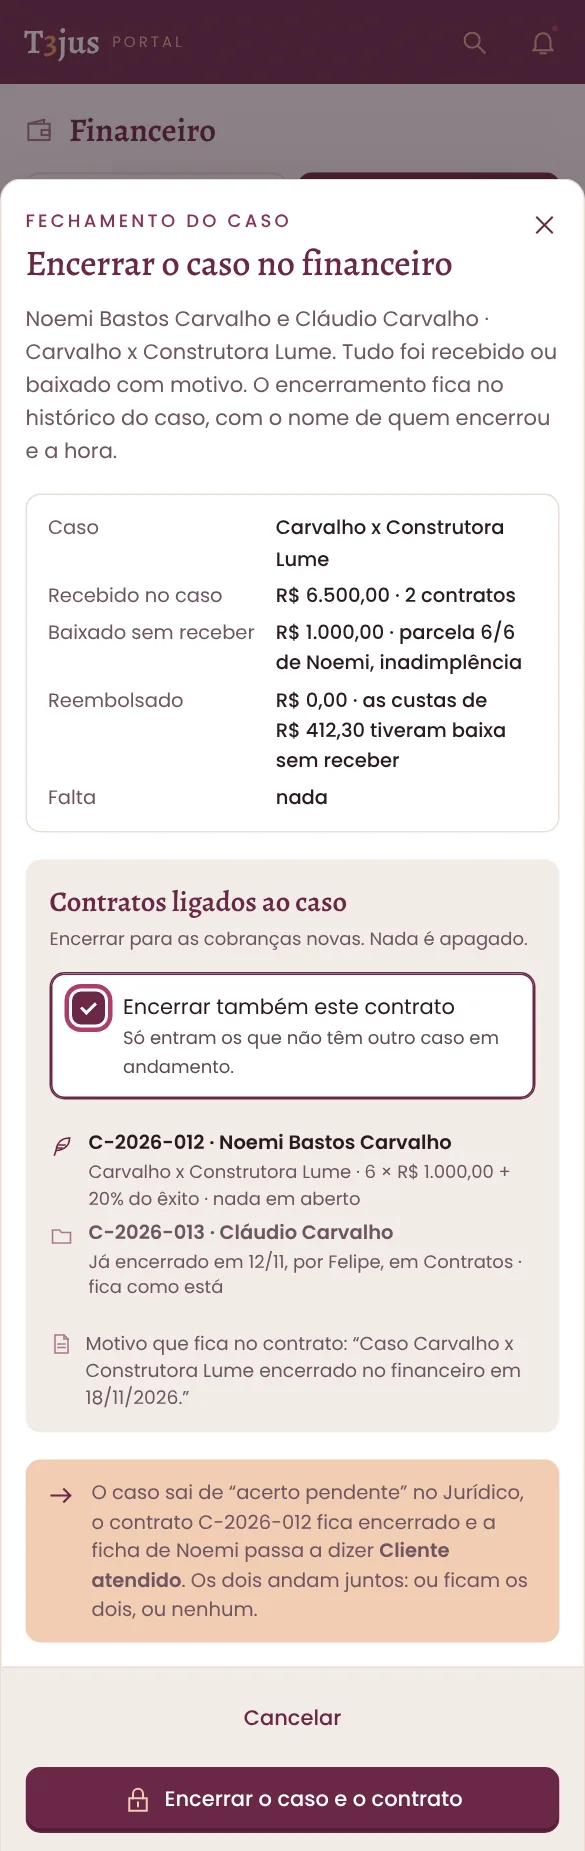 T3jus PORTAL
Financeiro
FECHAMENTO DO CASO
Encerrar o caso no financeiro
Noemi Bastos Carvalho e Cláudio Carvalho ·
Carvalho x Construtora Lume. Tudo foi recebido ou
baixado com motivo. O encerramento fica no
histórico do caso, com o nome de quem encerrou
e a hora.
Caso Carvalho x Construtora
Lume
Recebido no caso R$ 6.500,00 · 2 contratos
Baixado sem receber R$ 1.000,00 · parcela 6/6
de Noemi, inadimplência
Reembolsado R$ 0,00 · as custas de
R$ 412,30 tiveram baixa
sem receber
Falta nada
Contratos ligados ao caso
Encerrar para as cobranças novas. Nada é apagado.
Encerrar também este contrato
Só entram os que não têm outro caso em
andamento.
C-2026-012 · Noemi Bastos Carvalho
Carvalho x Construtora Lume · 6 × R$ 1.000,00 +
20% do êxito · nada em aberto
C-2026-013 · Cláudio Carvalho
Já encerrado em 12/11, por Felipe, em Contratos ·
fica como está
Motivo que fica no contrato: “Caso Carvalho x
Construtora Lume encerrado no financeiro em
18/11/2026.”
O caso sai de “acerto pendente” no Jurídico,
o contrato C-2026-012 fica encerrado e a
ficha de Noemi passa a dizer Cliente
atendido. Os dois andam juntos: ou ficam os
dois, ou nenhum.
Cancelar
Encerrar o caso e o contrato